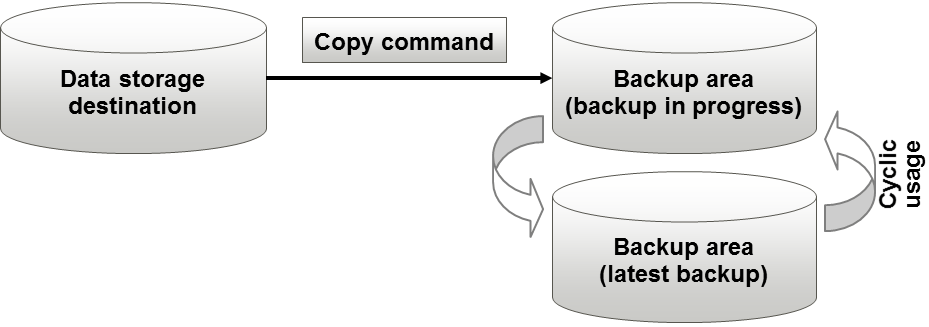 Copy command
Data storage
destination
Backup area
(backup in progress)
Cyclic
usage
Backup area
(latest backup)